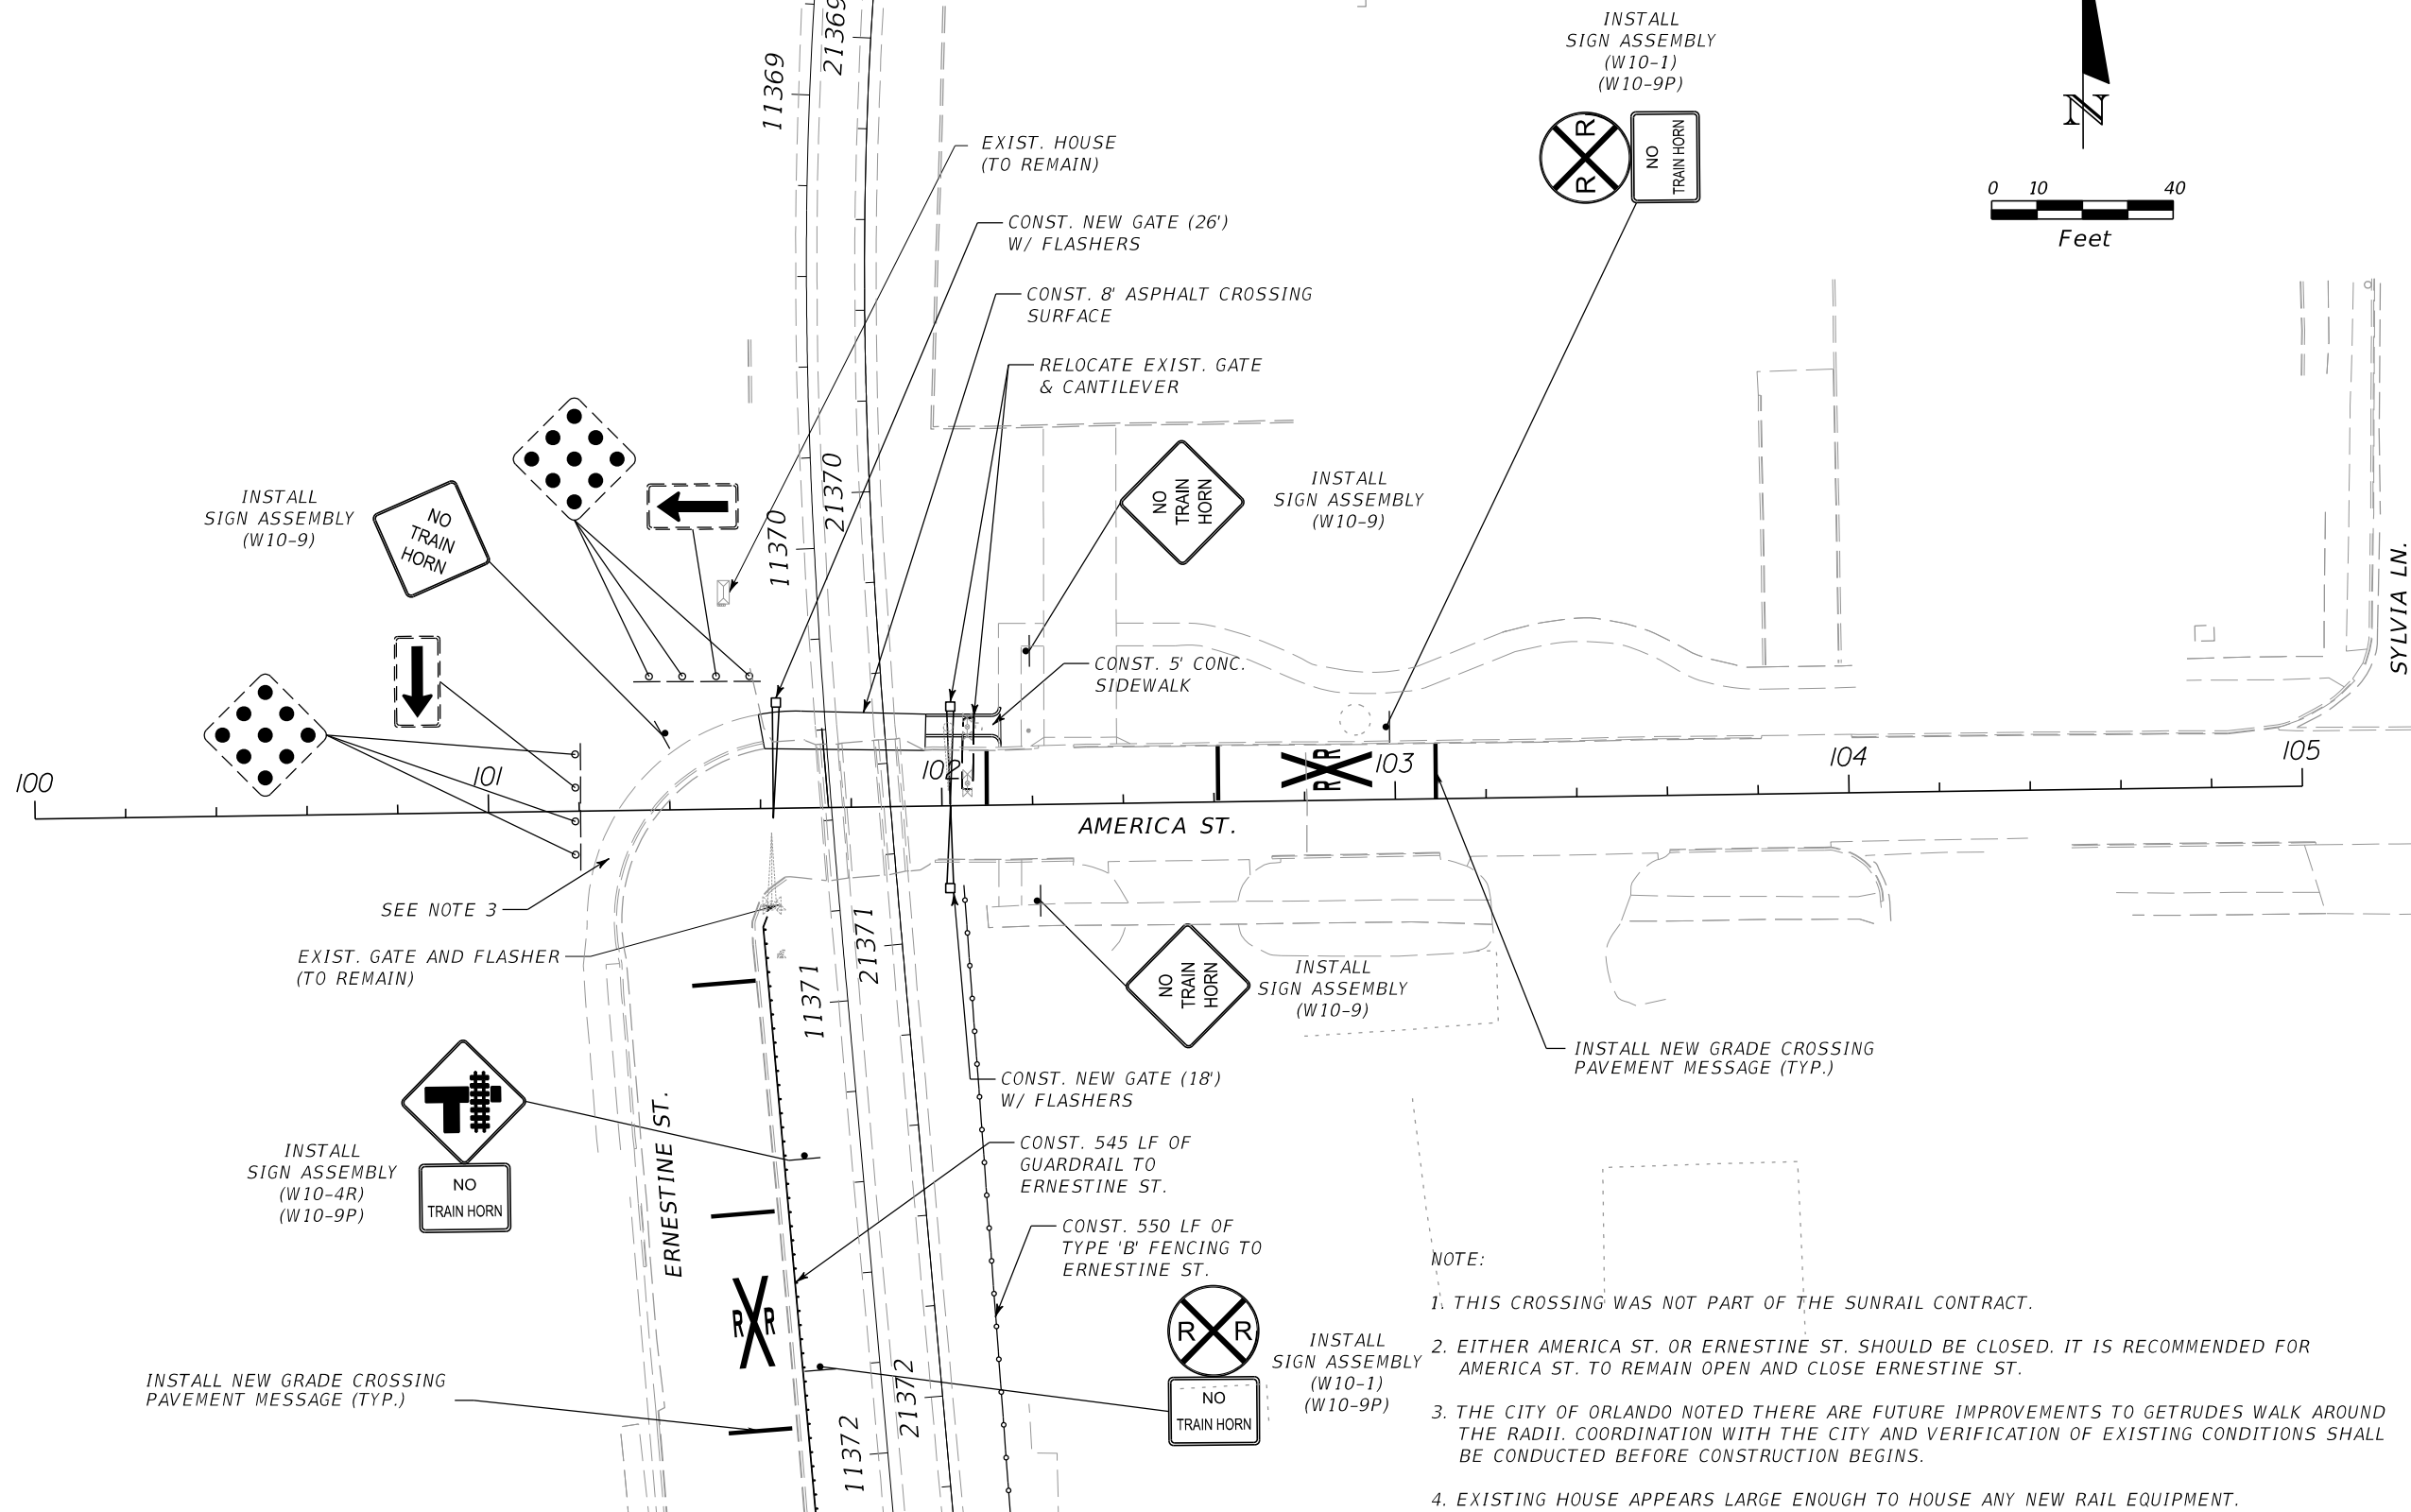 11369
21369
INSTALL
SIGN ASSEMBLY
(W10-1)
(W10-9P)
R
R
NO
TRAIN HORN
N
0 10 40
Feet
EXIST. HOUSE
(TO REMAIN)
CONST. NEW GATE (26')
W/ FLASHERS
CONST. 8' ASPHALT CROSSING
SURFACE
RELOCATE EXIST. GATE
& CANTILEVER
INSTALL
SIGN ASSEMBLY
(W10-9)
NO
TRAIN
HORN
11370
21370
NO
TRAIN
HORN
INSTALL
SIGN ASSEMBLY
(W10-9)
CONST. 5' CONC.
SIDEWALK
SYLVIA LN.
100
101
102
103
104
105
R R
AMERICA ST.
SEE NOTE 3
EXIST. GATE AND FLASHER
(TO REMAIN)
11371
21371
NO
TRAIN
HORN
INSTALL
SIGN ASSEMBLY
(W10-9)
INSTALL NEW GRADE CROSSING
PAVEMENT MESSAGE (TYP.)
CONST. NEW GATE (18')
W/ FLASHERS
INSTALL
SIGN ASSEMBLY
(W10-4R)
(W10-9P)
NO
TRAIN HORN
ERNESTINE ST.
CONST. 545 LF OF
GUARDRAIL TO
ERNESTINE ST.
CONST. 550 LF OF
TYPE 'B' FENCING TO
ERNESTINE ST.
R R
INSTALL NEW GRADE CROSSING
PAVEMENT MESSAGE (TYP.)
11372
21372
R R
NO
TRAIN HORN
INSTALL
SIGN ASSEMBLY
(W10-1)
(W10-9P)
NOTE:
1. THIS CROSSING WAS NOT PART OF THE SUNRAIL CONTRACT.
2. EITHER AMERICA ST. OR ERNESTINE ST. SHOULD BE CLOSED. IT IS RECOMMENDED FOR
AMERICA ST. TO REMAIN OPEN AND CLOSE ERNESTINE ST.
3. THE CITY OF ORLANDO NOTED THERE ARE FUTURE IMPROVEMENTS TO GETRUDES WALK AROUND
THE RADII. COORDINATION WITH THE CITY AND VERIFICATION OF EXISTING CONDITIONS SHALL
BE CONDUCTED BEFORE CONSTRUCTION BEGINS.
4. EXISTING HOUSE APPEARS LARGE ENOUGH TO HOUSE ANY NEW RAIL EQUIPMENT.